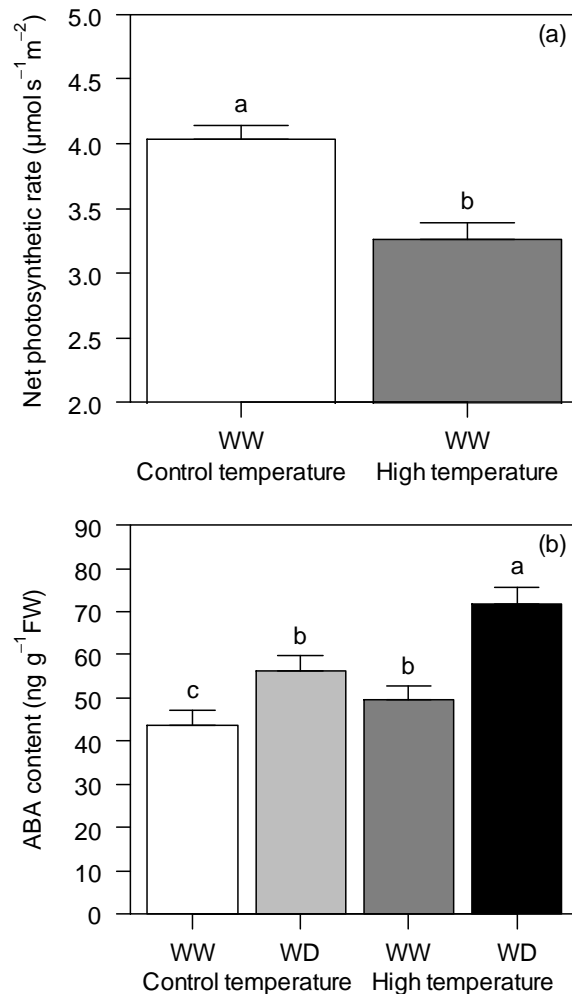 (a)
Net photosynthetic rate (µmol s⁻¹ m⁻²)
5.0
4.5
4.0
3.5
3.0
2.5
2.0
a
b
WW WW
Control temperature High temperature
(b)
ABA content (ng g⁻¹ FW)
90
80
70
60
50
40
30
20
10
0
c
b
b
a
WW WD WW WD
Control temperature High temperature